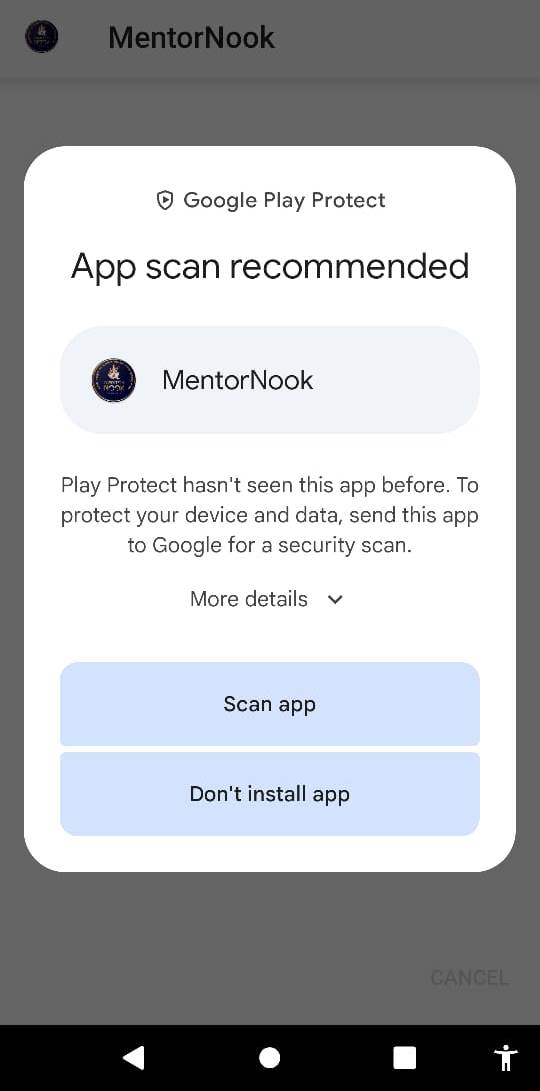 MentorNook
Google Play Protect
App scan recommended
MentorNook
Play Protect hasn't seen this app before. To
protect your device and data, send this app
to Google for a security scan.
More details
Scan app
Don't install app
CANCEL